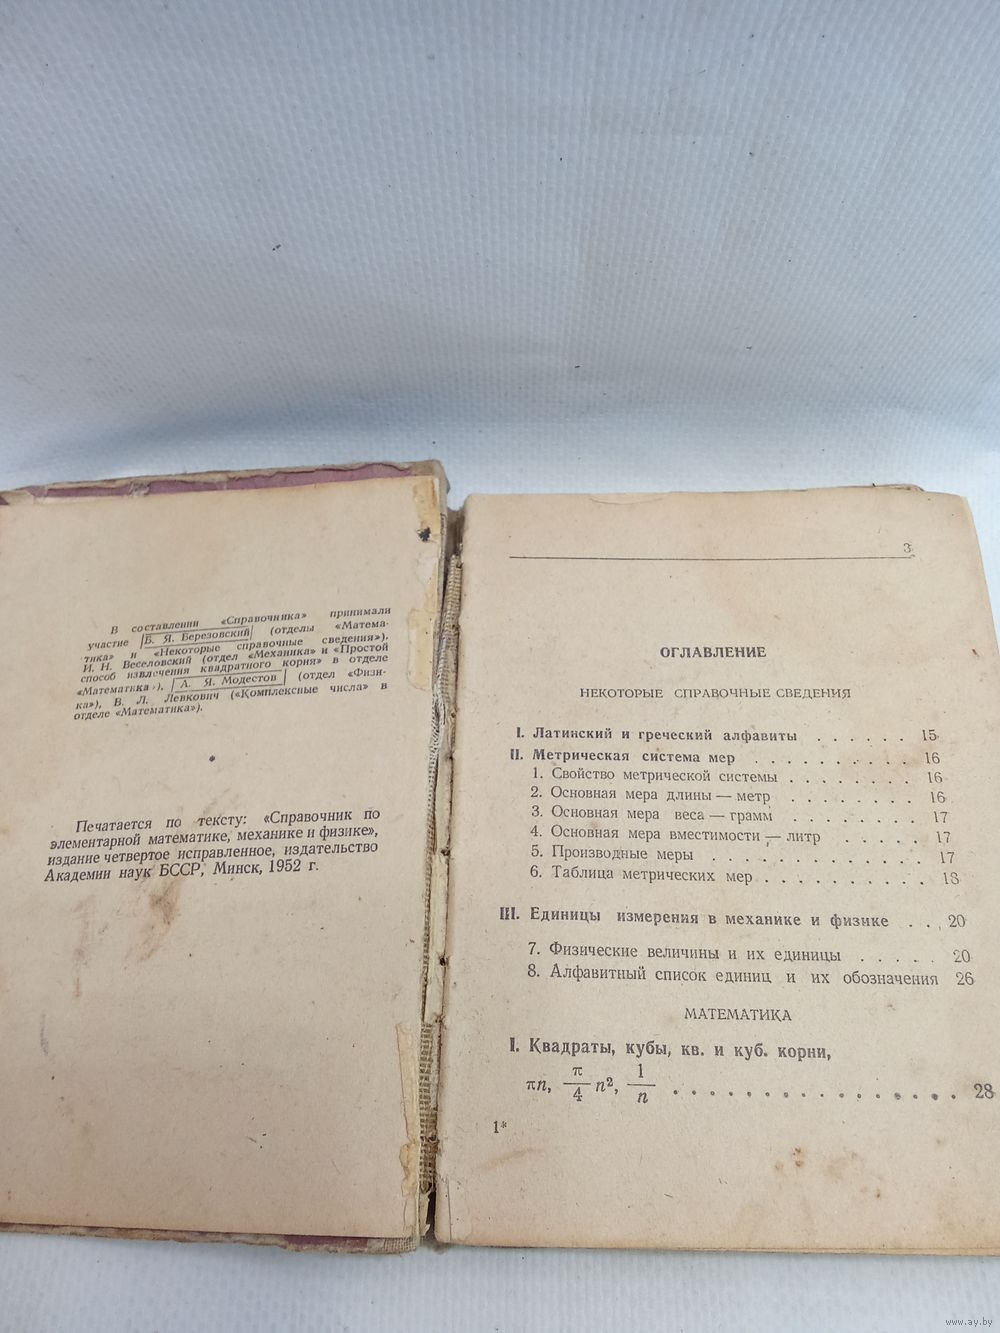 В составлении «Справочника» принимали
участие Б. Я. Березовский (отделы «Матема-
тика» и «Некоторые справочные сведения»),
И. Н. Веселовский (отдел «Механика» и «Простой
способ извлечения квадратного корня» в отделе
«Математика»), А. Я. Модестов (отдел «Физи-
ка»), В. Л. Левкович («Комплексные числа» в
отделе «Математика»).
Печатается по тексту: «Справочник по
элементарной математике, механике и физике»,
издание четвертое исправленное, издательство
Академии наук БССР, Минск, 1952 г.
3
ОГЛАВЛЕНИЕ
НЕКОТОРЫЕ СПРАВОЧНЫЕ СВЕДЕНИЯ
I. Латинский и греческий алфавиты . . . . . . 15
II. Метрическая система мер . . . . . . . . . . 16
1. Свойство метрической системы . . . . . . . . 16
2. Основная мера длины — метр . . . . . . . . 16
3. Основная мера веса — грамм . . . . . . . . 17
4. Основная мера вместимости — литр . . . . . 17
5. Производные меры . . . . . . . . . . . . . 17
6. Таблица метрических мер . . . . . . . . . . 18
III. Единицы измерения в механике и физике . . . 20
7. Физические величины и их единицы . . . . . 20
8. Алфавитный список единиц и их обозначения 26
МАТЕМАТИКА
I. Квадраты, кубы, кв. и куб. корни,
πn, π/4 n², 1/n . . . . . . . . . . . . . . . . 28
1*
www.ay.by